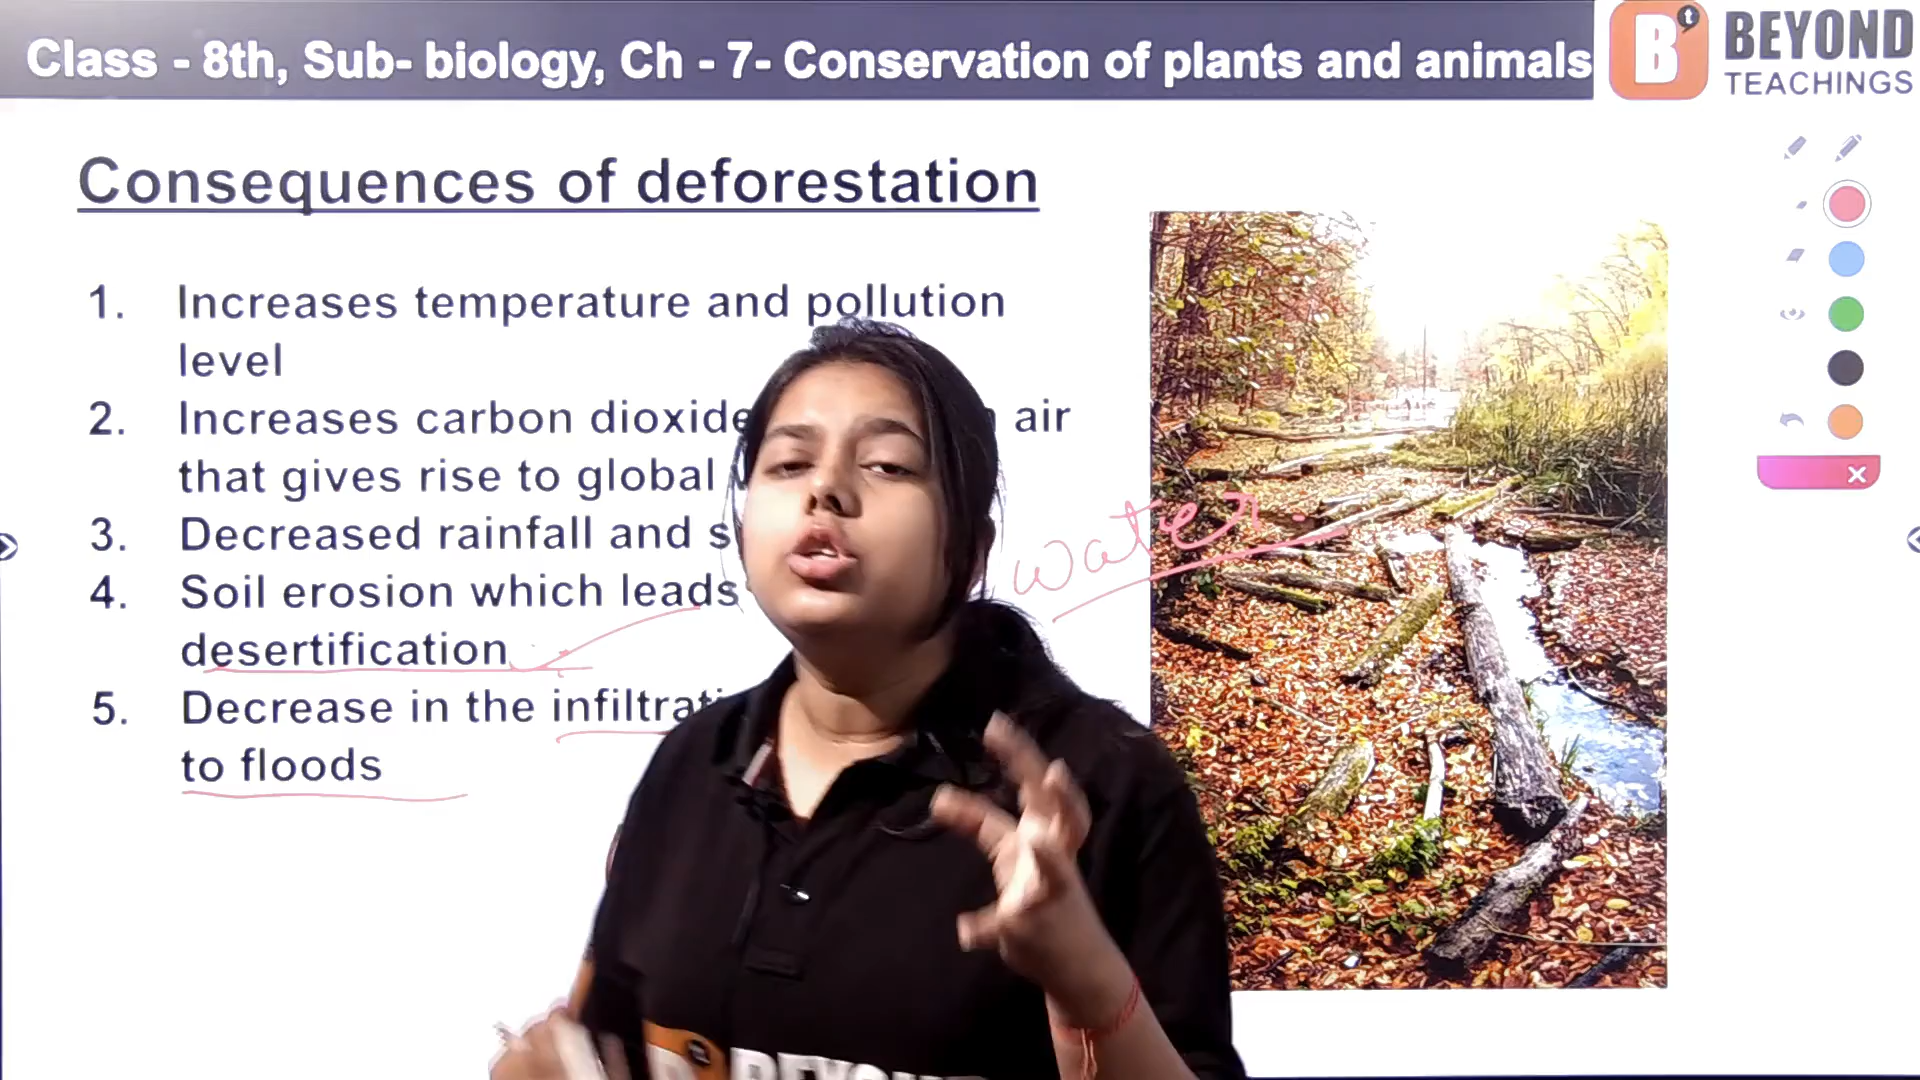 Class - 8th, Sub- biology, Ch - 7- Conservation of plants and animals
BEYOND
TEACHINGS
Consequences of deforestation
1. Increases temperature and pollution
level
2. Increases carbon dioxide air
that gives rise to global
3. Decreased rainfall and
4. Soil erosion which leads
desertification
5. Decrease in the
to floods
water
BEYOND